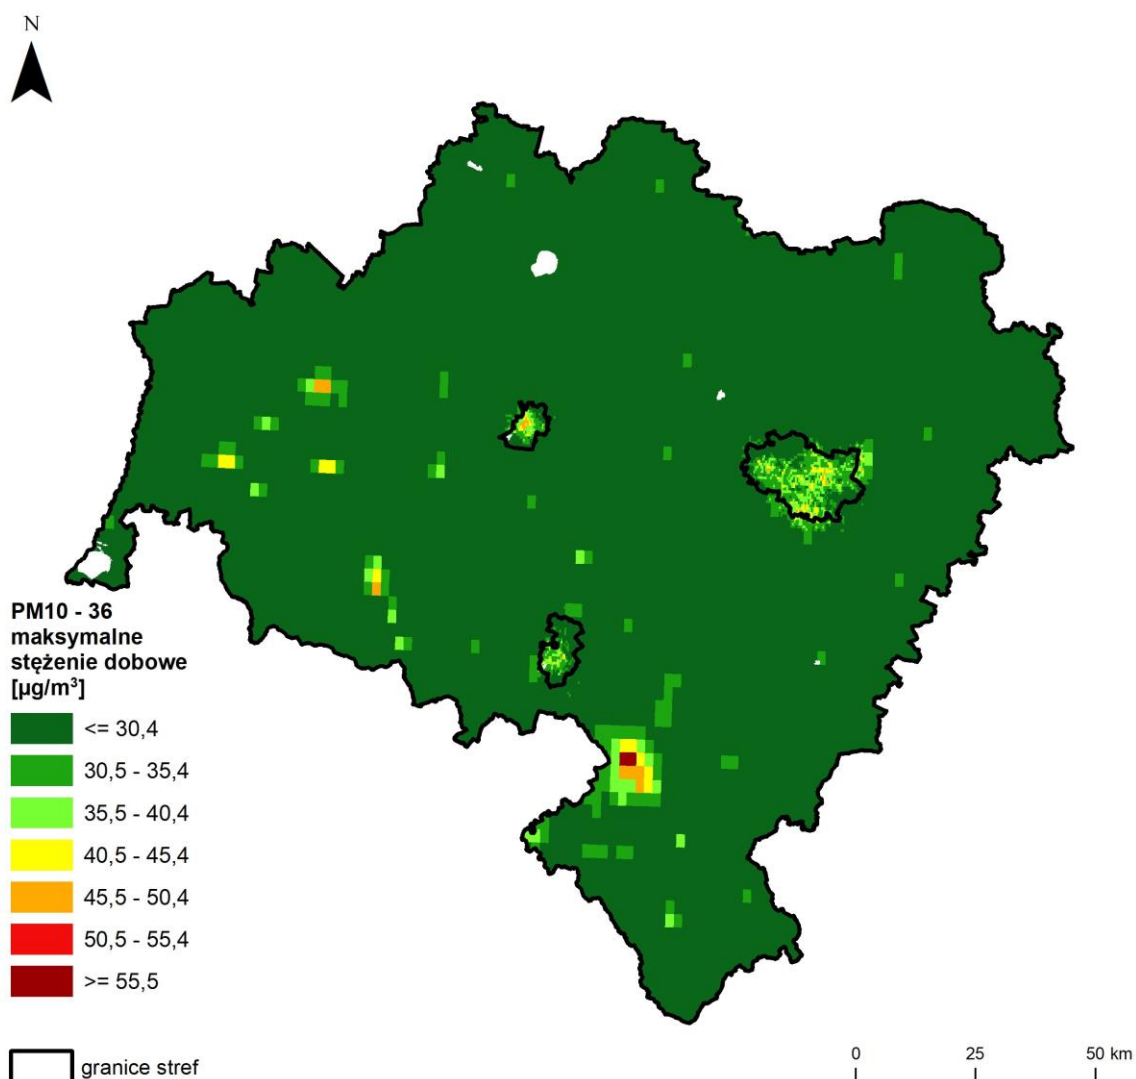 N
PM10 - 36
maksymalne
stężenie dobowe
[µg/m³]
<= 30,4
30,5 - 35,4
35,5 - 40,4
40,5 - 45,4
45,5 - 50,4
50,5 - 55,4
>= 55,5
granice stref
0 25 50 km